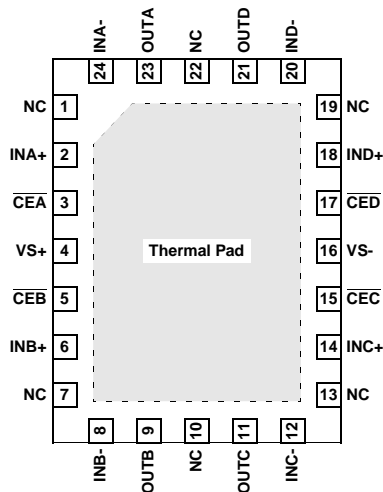 INA-
OUTA
NC
OUTD
IND-
24
23
22
21
20
NC 1
19 NC
INA+ 2
18 IND+
CEA 3
17 CED
VS+ 4
Thermal Pad
16 VS-
CEB 5
15 CEC
INB+ 6
14 INC+
NC 7
13 NC
8
9
10
11
12
INB-
OUTB
NC
OUTC
INC-